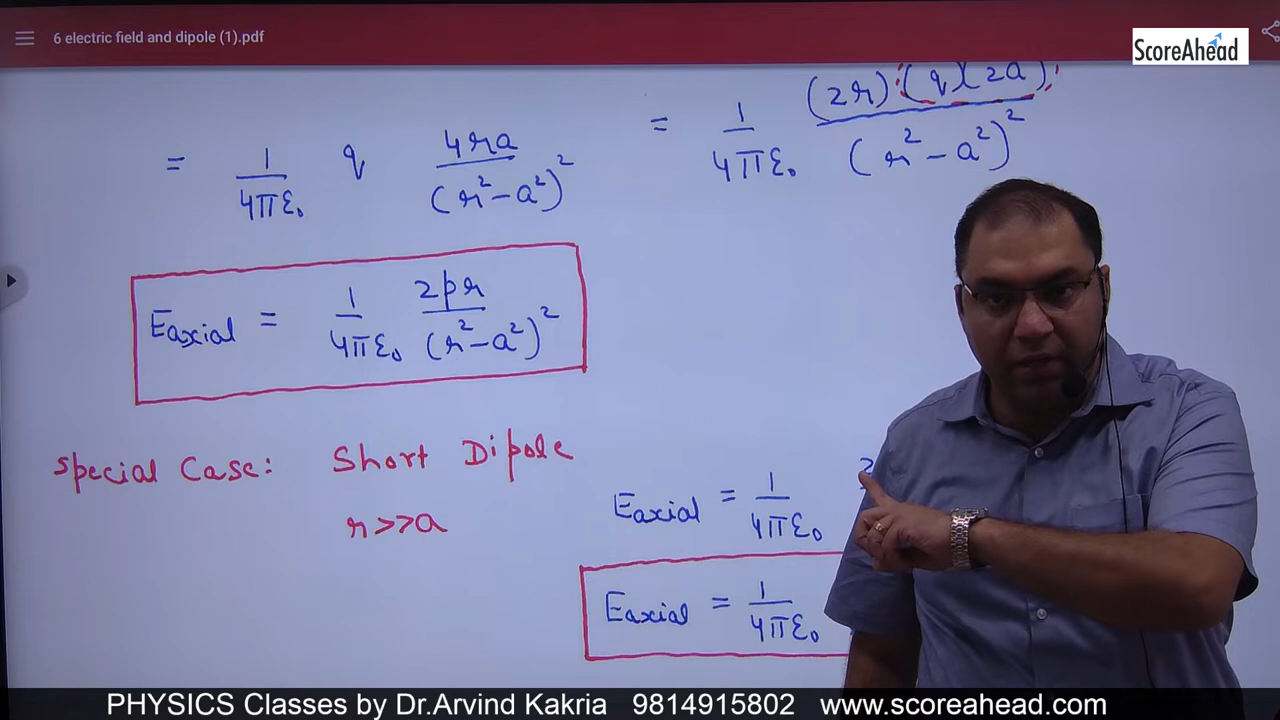 6 electric field and dipole (1).pdf
ScoreAhead
= 1/4πε₀ q 4ra/(r²-a²)²
= 1/4πε₀ (2r) (q)(2a)/(r²-a²)²
Eaxial = 1/4πε₀ 2pr/(r²-a²)²
Special Case: Short Dipole
r>>a
Eaxial = 1/4πε₀
Eaxial = 1/4πε₀
PHYSICS Classes by Dr.Arvind Kakria 9814915802 www.scoreahead.com